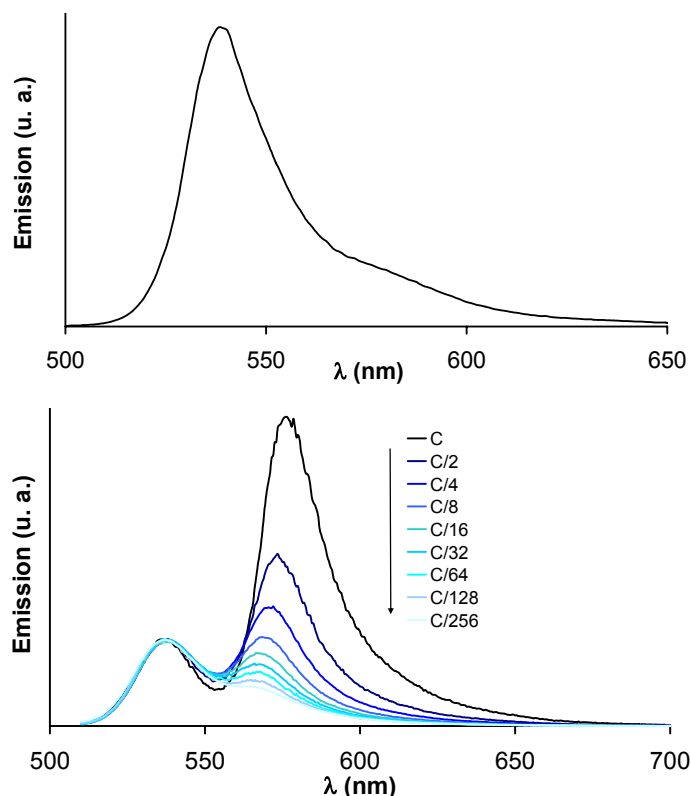 Emission (u. a.)
500 550 600 650
λ (nm)
Emission (u. a.)
C
C/2
C/4
C/8
C/16
C/32
C/64
C/128
C/256
500 550 600 650 700
λ (nm)